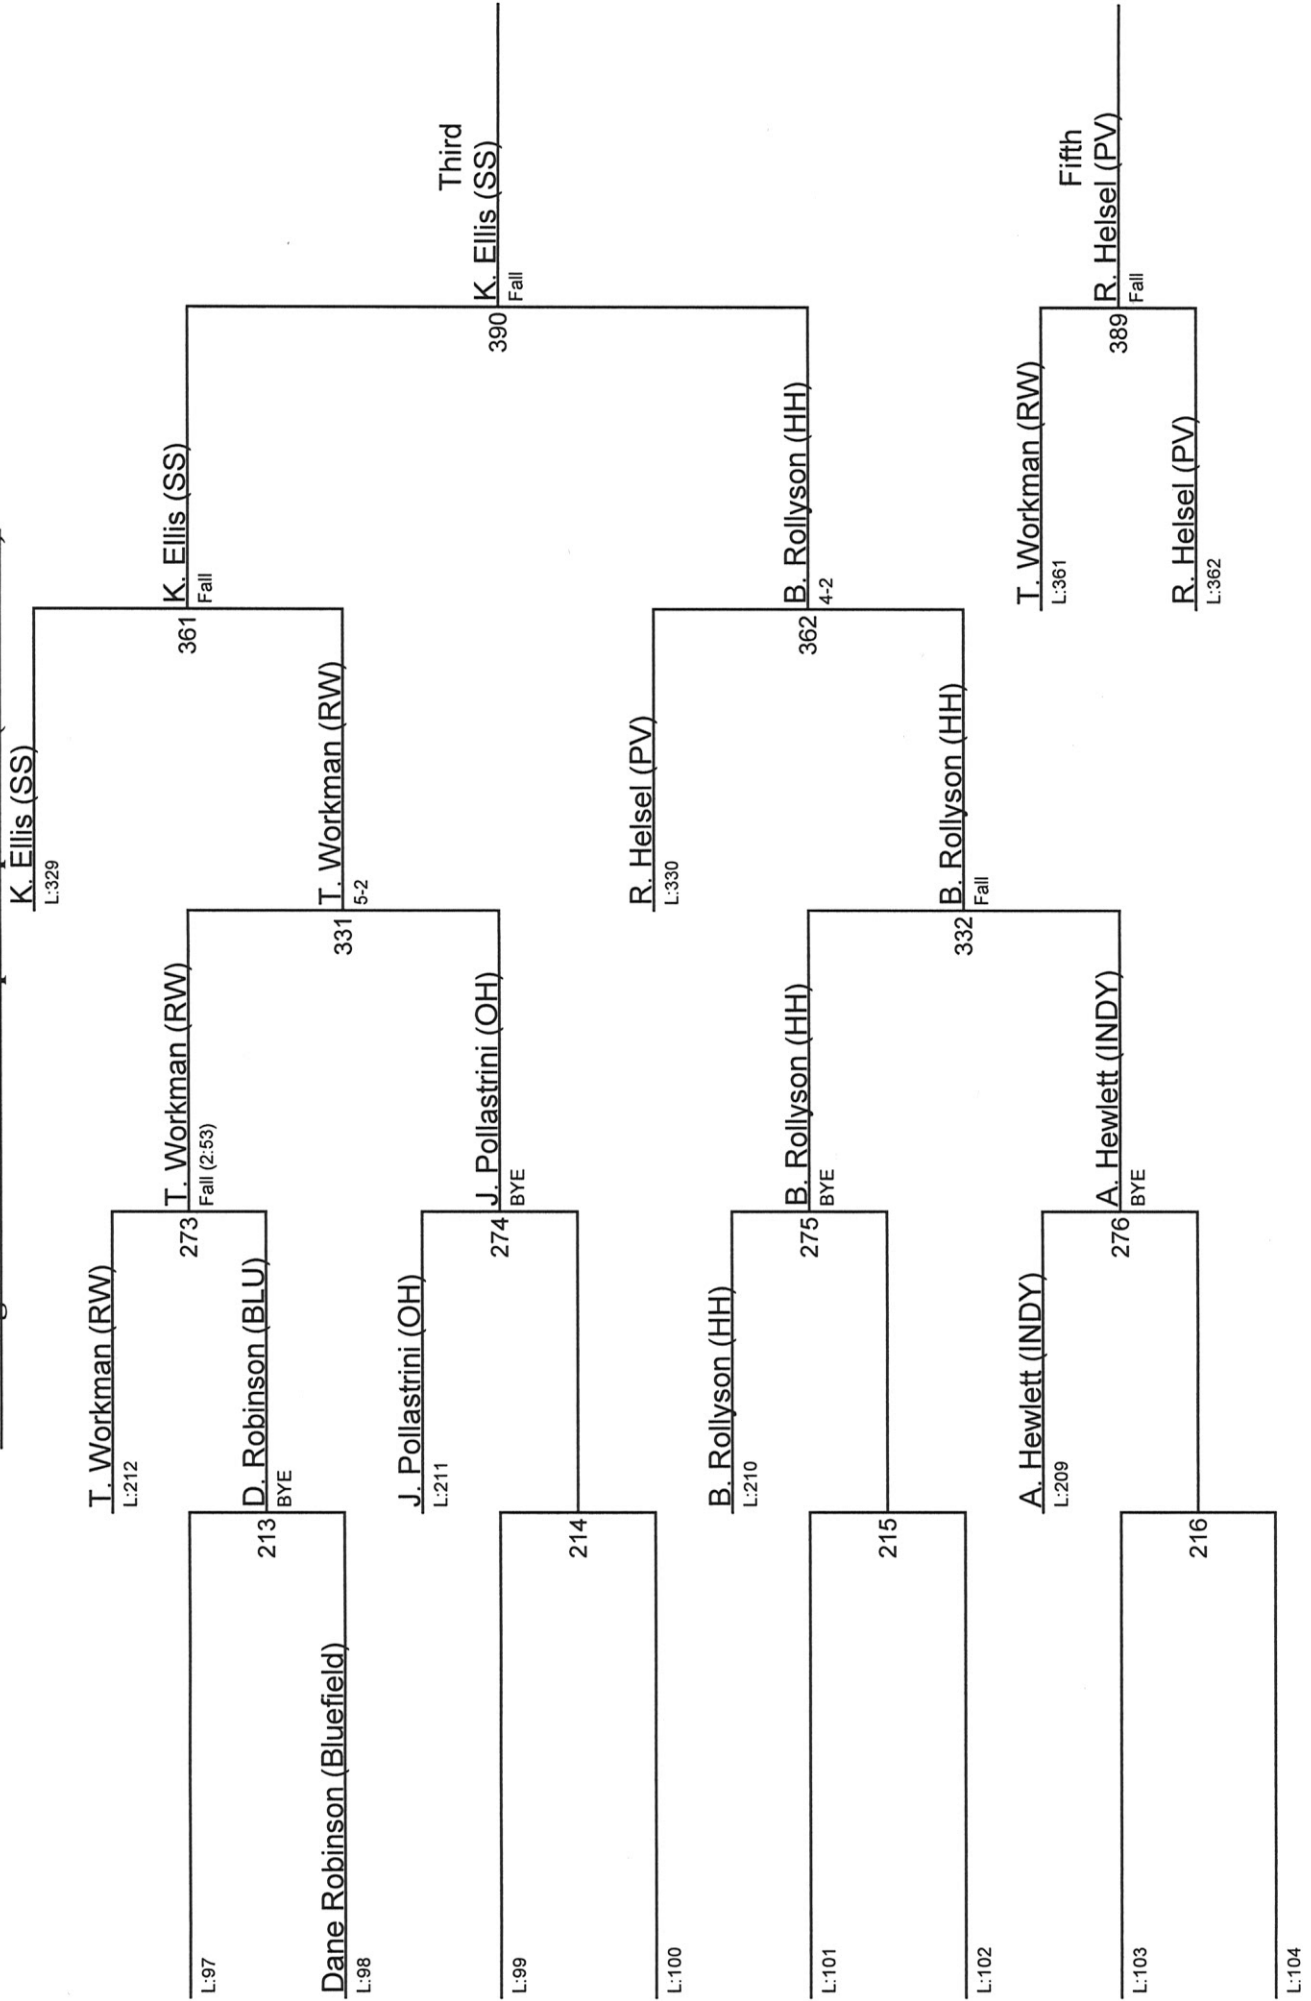 K. Ellis (SS)
L:329
361
K. Ellis (SS)
Fall
T. Workman (RW)
L:212
273
T. Workman (RW)
Fall (2:53)
213
D. Robinson (BLU)
BYE
L:97
Dane Robinson (Bluefield)
L:98
331
T. Workman (RW)
5-2
J. Pollastrini (OH)
L:211
274
J. Pollastrini (OH)
BYE
214
L:99
L:100
390
K. Ellis (SS)
Fall
Third
R. Helsel (PV)
L:330
362
B. Rollyson (HH)
4-2
B. Rollyson (HH)
L:210
275
B. Rollyson (HH)
BYE
215
L:101
L:102
332
B. Rollyson (HH)
Fall
A. Hewlett (INDY)
L:209
276
A. Hewlett (INDY)
BYE
216
L:103
L:104
T. Workman (RW)
L:361
389
Fifth
R. Helsel (PV)
Fall
R. Helsel (PV)
L:362